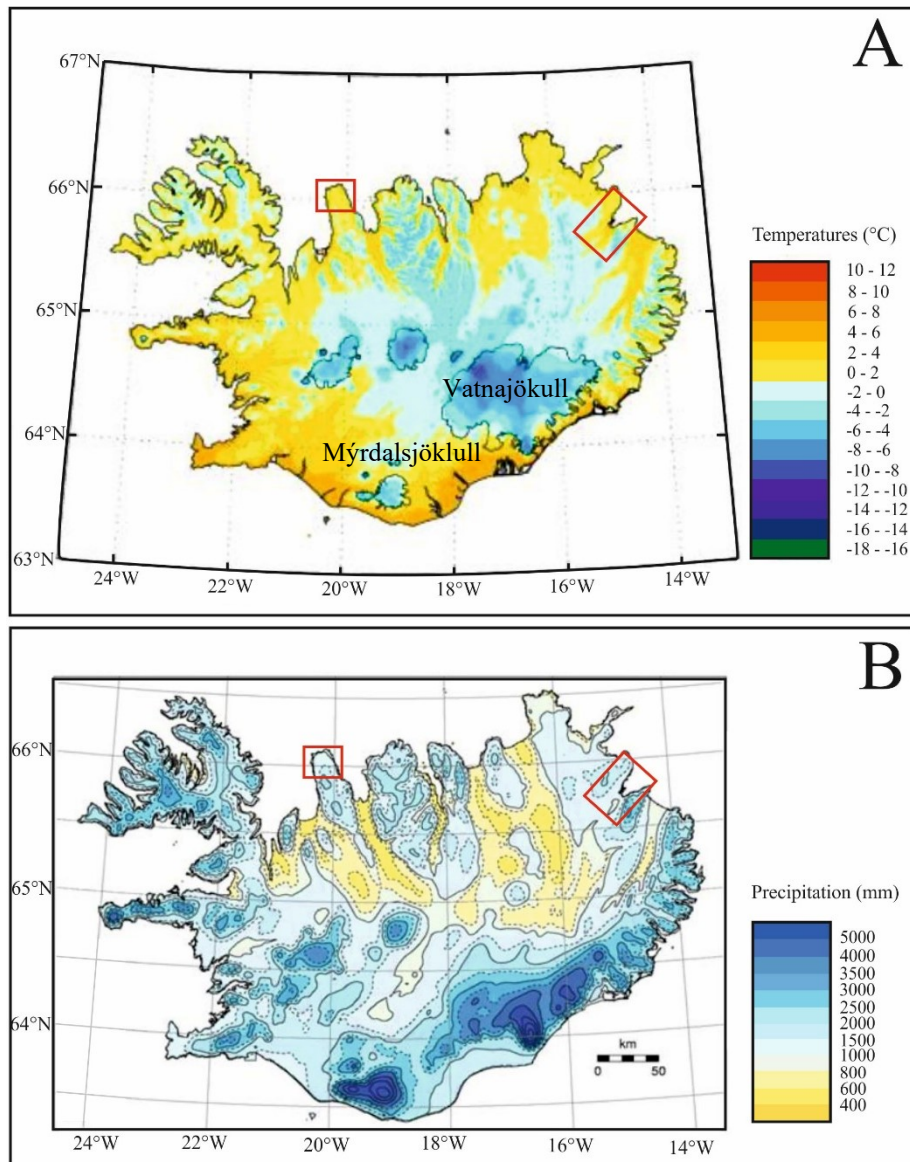 A
67°N
66°N
65°N
64°N
63°N
Vatnajökull
Mýrdalsjöklull
24°W
22°W
20°W
18°W
16°W
14°W
Temperatures (°C)
10 - 12
8 - 10
6 - 8
4 - 6
2 - 4
0 - 2
-2 - 0
-4 - -2
-6 - -4
-8 - -6
-10 - -8
-12 - -10
-14 - -12
-16 - -14
-18 - -16
B
66°N
65°N
64°N
km
0 50
24°W
22°W
20°W
18°W
16°W
14°W
Precipitation (mm)
5000
4000
3500
3000
2500
2000
1500
1000
800
600
400